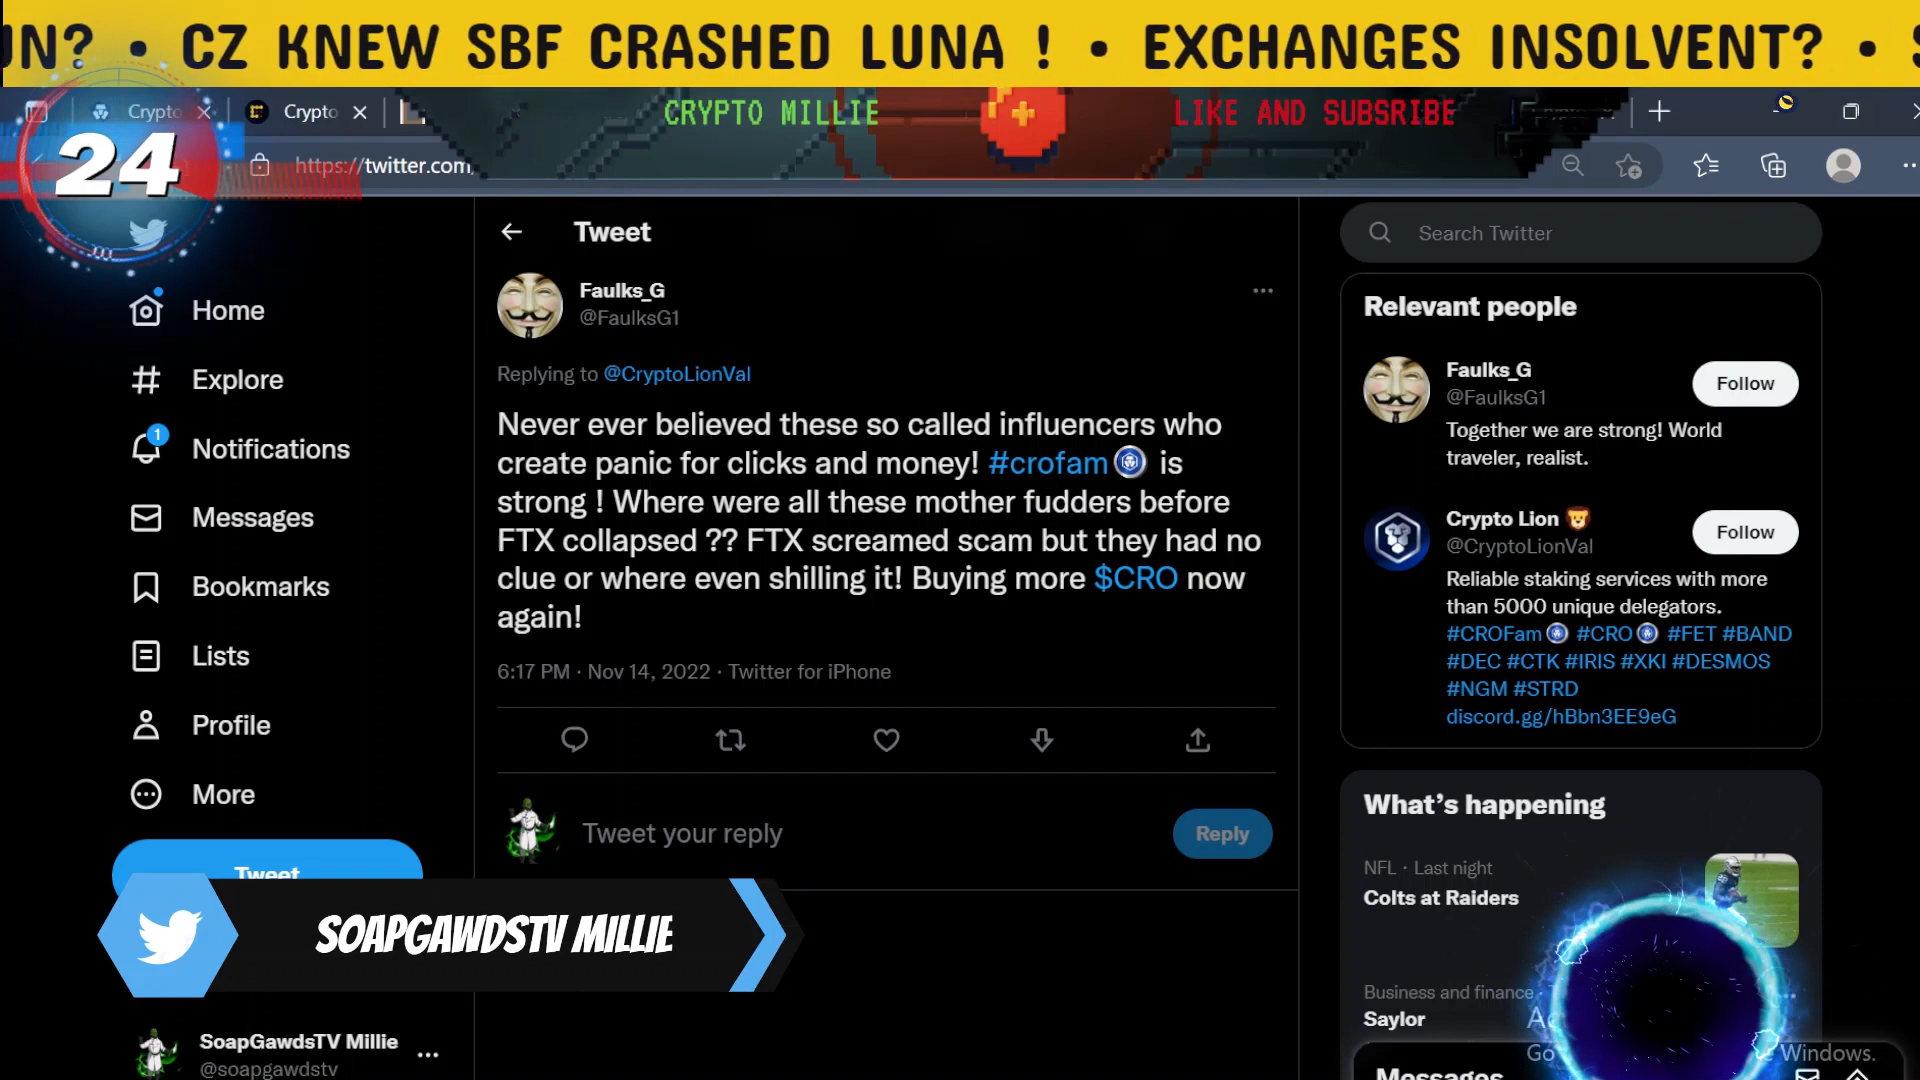 UN? • CZ KNEW SBF CRASHED LUNA ! • EXCHANGES INSOLVENT? •
Crypto
Crypto
CRYPTO MILLIE
LIKE AND SUBSRIBE
24
https://twitter.com
Tweet
Search Twitter
Faulks_G
@FaulksG1
Replying to @CryptoLionVal
Never ever believed these so called influencers who
create panic for clicks and money! #crofam is
strong ! Where were all these mother fudders before
FTX collapsed ?? FTX screamed scam but they had no
clue or where even shilling it! Buying more $CRO now
again!
6:17 PM · Nov 14, 2022 · Twitter for iPhone
Tweet your reply
Reply
Home
Explore
1
Notifications
Messages
Bookmarks
Lists
Profile
More
Tweet
SOAPGAWDSTV MILLIE
SoapGawdsTV Millie
@soapgawdstv
Relevant people
Faulks_G
@FaulksG1
Follow
Together we are strong! World
traveler, realist.
Crypto Lion
@CryptoLionVal
Follow
Reliable staking services with more
than 5000 unique delegators.
#CROFam #CRO #FET #BAND
#DEC #CTK #IRIS #XKI #DESMOS
#NGM #STRD
discord.gg/hBbn3EE9eG
What's happening
NFL · Last night
Colts at Raiders
Business and finance
Saylor
Go
Windows.
Messages